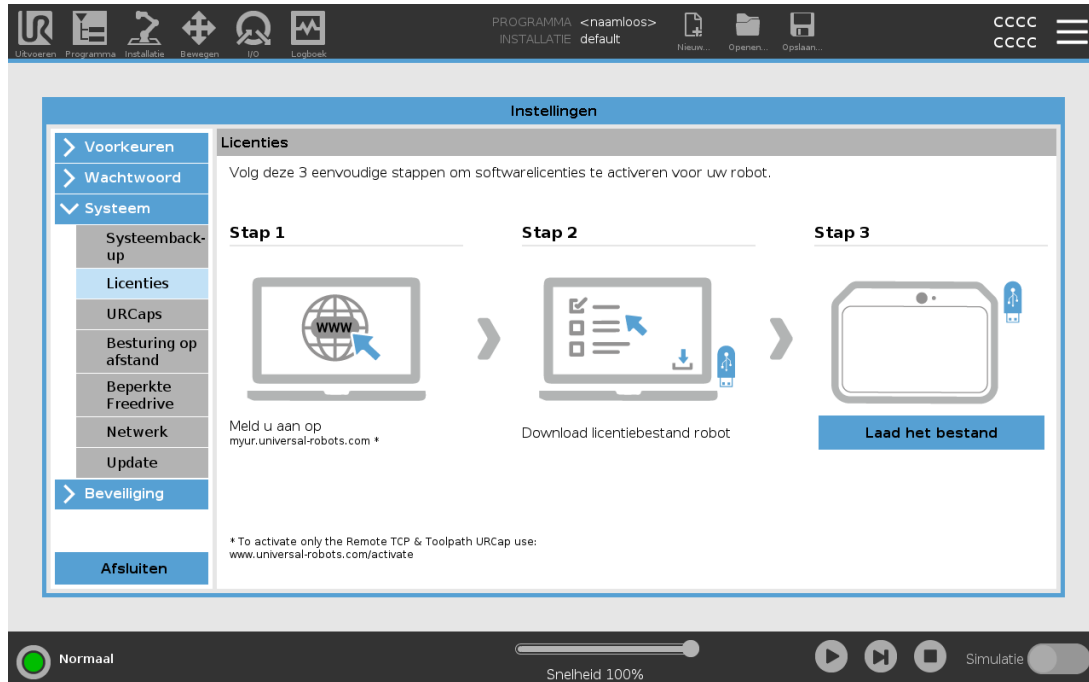 PROGRAMMA <naamloos>
INSTALLATIE default
CCCC
CCCC
Uitvoeren Programma Installatie Bewegen I/O Logboek
Nieuw... Openen... Opslaan...
Instellingen
Voorkeuren
Wachtwoord
Systeem
Systeemback-
up
Licenties
URCaps
Besturing op
afstand
Beperkte
Freedrive
Netwerk
Update
Beveiliging
Afsluiten
Licenties
Volg deze 3 eenvoudige stappen om softwarelicenties te activeren voor uw robot.
Stap 1
Stap 2
Stap 3
www
Meld u aan op
myur.universal-robots.com *
Download licentiebestand robot
Laad het bestand
* To activate only the Remote TCP & Toolpath URCap use:
www.universal-robots.com/activate
Normaal
Snelheid 100%
Simulatie